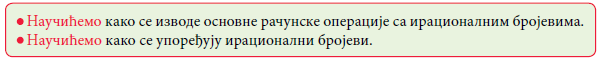 ● Научићемо како се изводе основне рачунске операције са ирационалним бројевима.
● Научићемо како се упоређују ирационални бројеви.